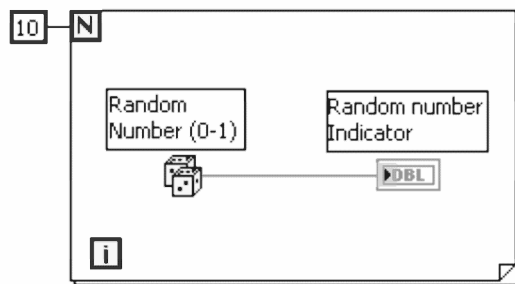 10
N
Random
Number (0-1)
Random number
Indicator
DBL
i